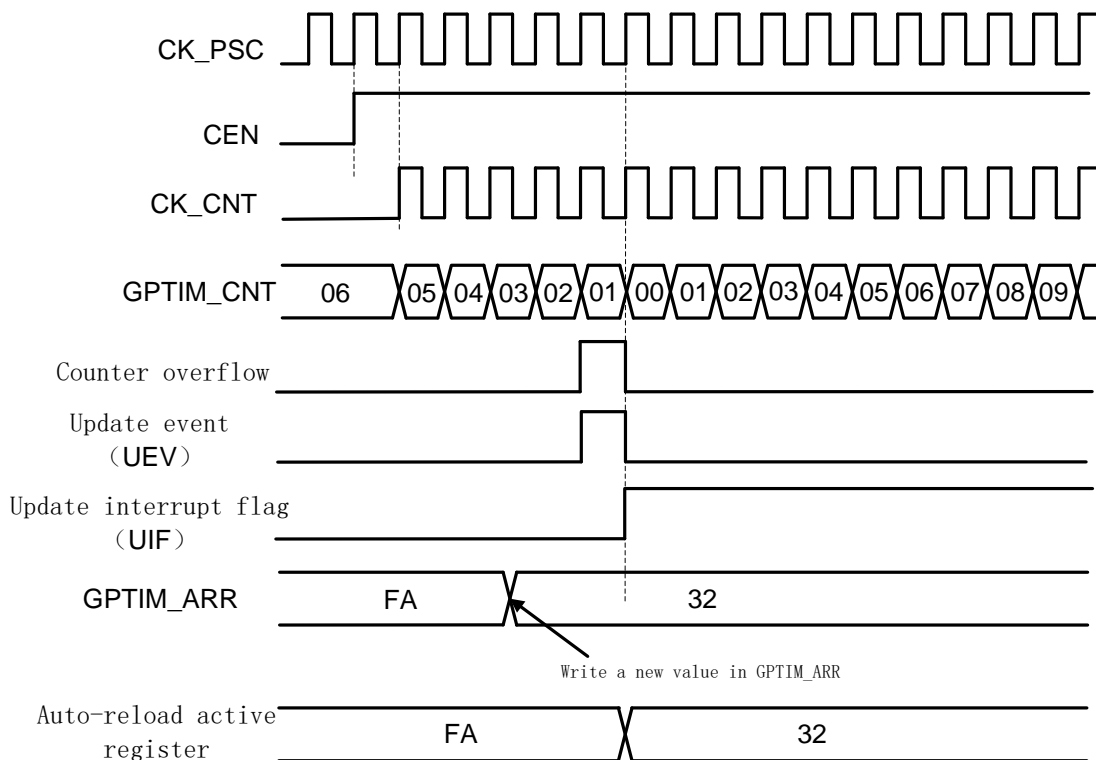 CK_PSC
CEN
CK_CNT
GPTIM_CNT 06 05 04 03 02 01 00 01 02 03 04 05 06 07 08 09
Counter overflow
Update event
（UEV）
Update interrupt flag
（UIF）
GPTIM_ARR FA 32
Write a new value in GPTIM_ARR
Auto-reload active
register
FA 32